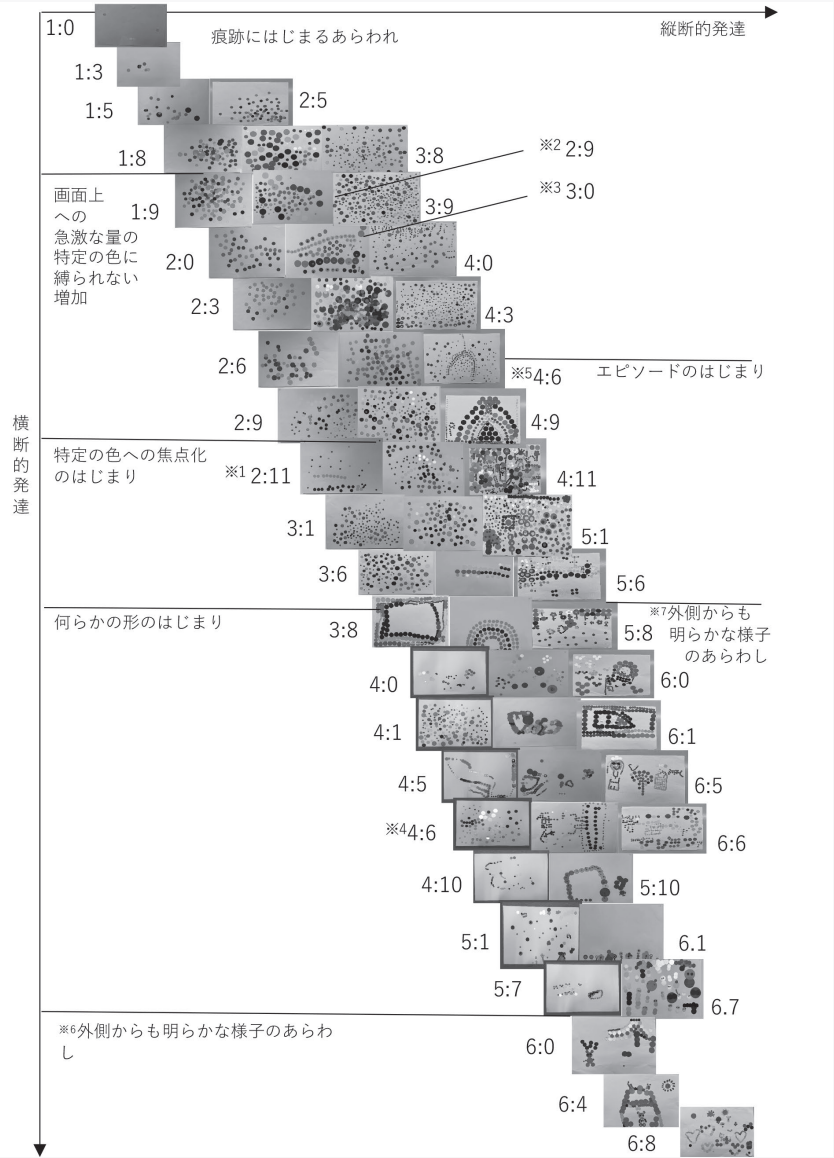 1:0
痕跡にはじまるあらわれ
縦断的発達
1:3
1:5
2:5
1:8
3:8
※2 2:9
画面上
への
急激な量の
特定の色に
縛られない
増加
1:9
3:9
※3 3:0
2:0
4:0
2:3
4:3
2:6
※5 4:6
エピソードのはじまり
2:9
4:9
横断的発達
特定の色への焦点化
のはじまり
※1 2:11
4:11
3:1
5:1
3:6
5:6
何らかの形のはじまり
3:8
5:8
※7外側からも
明らかな様子
のあらわし
4:0
6:0
4:1
6:1
4:5
6:5
※4 4:6
6:6
4:10
5:10
5:1
6.1
5:7
6.7
※6外側からも明らかな様子のあらわ
し
6:0
6:4
6:8